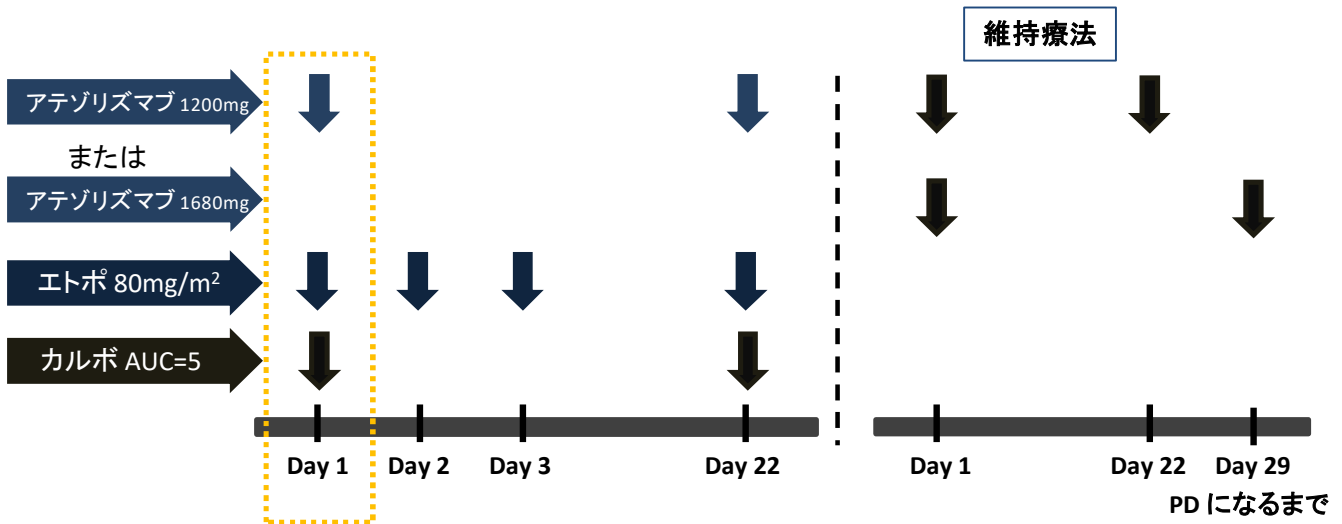 維持療法
アテゾリズマブ 1200mg
または
アテゾリズマブ 1680mg
エトポ 80mg/m²
カルボ AUC=5
Day 1 Day 2 Day 3 Day 22 Day 1 Day 22 Day 29
PD になるまで